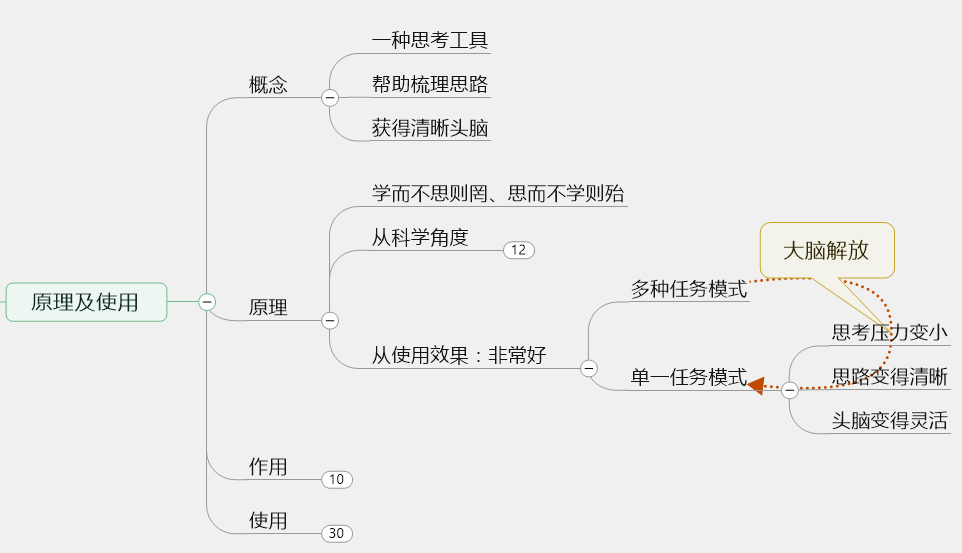 原理及使用
概念
一种思考工具
帮助梳理思路
获得清晰头脑
原理
学而不思则罔、思而不学则殆
从科学角度
12
从使用效果：非常好
多种任务模式
大脑解放
单一任务模式
思考压力变小
思路变得清晰
头脑变得灵活
作用
10
使用
30